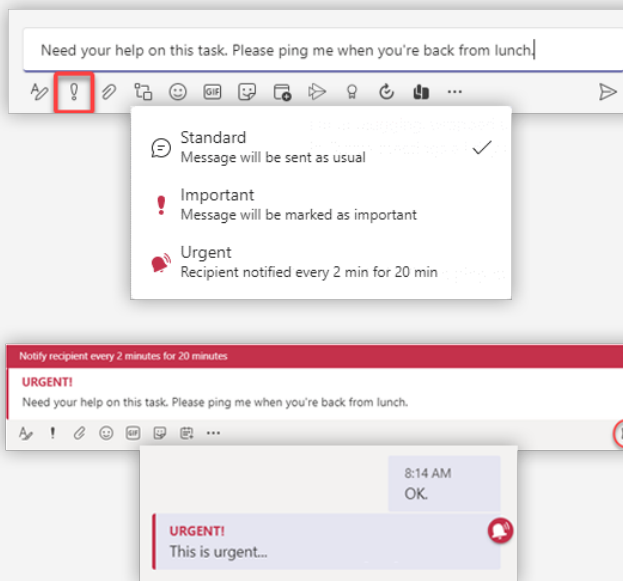 Need your help on this task. Please ping me when you're back from lunch.
GIF
Standard
Message will be sent as usual
Important
Message will be marked as important
Urgent
Recipient notified every 2 min for 20 min
Notify recipient every 2 minutes for 20 minutes
URGENT!
Need your help on this task. Please ping me when you're back from lunch.
GIF
8:14 AM
OK.
URGENT!
This is urgent...